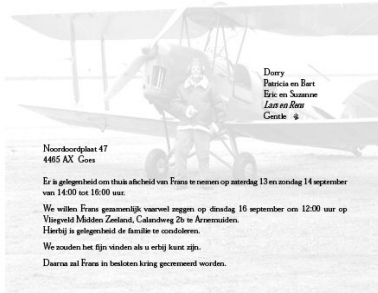 Dorry
Patricia en Bart
Eric en Suzanne
Lars en Rens
Gentle
Noordoordplaat 47
4465 AX Goes
Er is gelegenheid om thuis afscheid van Frans te nemen op zaterdag 13 en zondag 14 september
van 14:00 tot 16:00 uur.
We willen Frans gezamenlijk vaarwel zeggen op dinsdag 16 september om 12:00 uur op
Vliegveld Midden Zeeland, Calandweg 2b te Arnemuiden.
Hierbij is gelegenheid de familie te condoleren.
We zouden het fijn vinden als u erbij kunt zijn.
Daarna zal Frans in besloten kring gecremeerd worden.